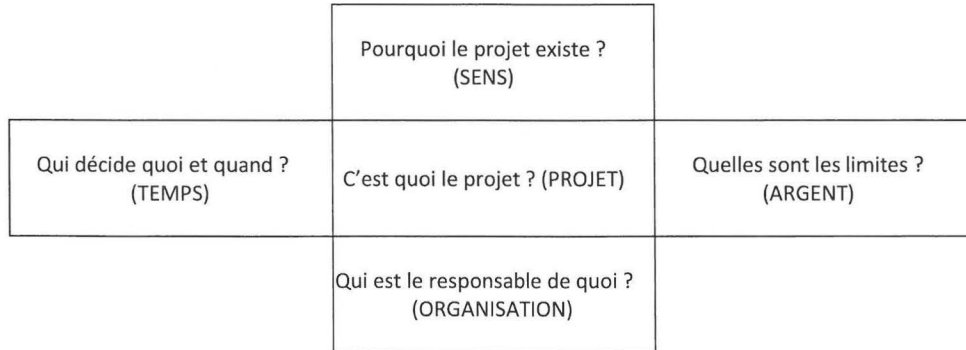 Pourquoi le projet existe ?
(SENS)
Qui décide quoi et quand ?
(TEMPS)
C'est quoi le projet ? (PROJET)
Quelles sont les limites ?
(ARGENT)
Qui est le responsable de quoi ?
(ORGANISATION)